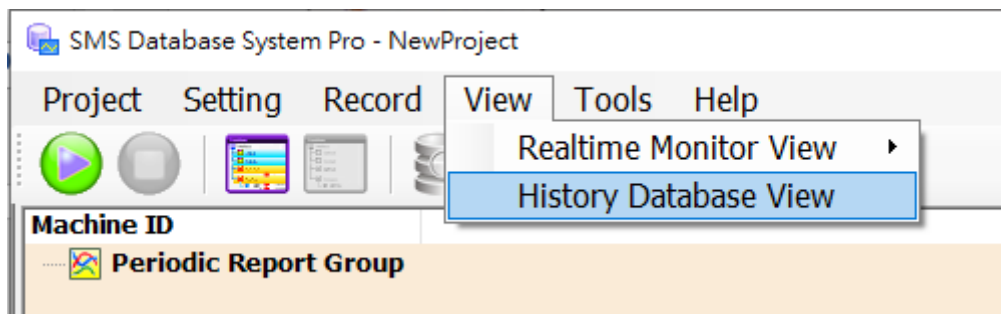 SMS Database System Pro - NewProject
Project Setting Record View Tools Help
Realtime Monitor View
History Database View
Machine ID
Periodic Report Group